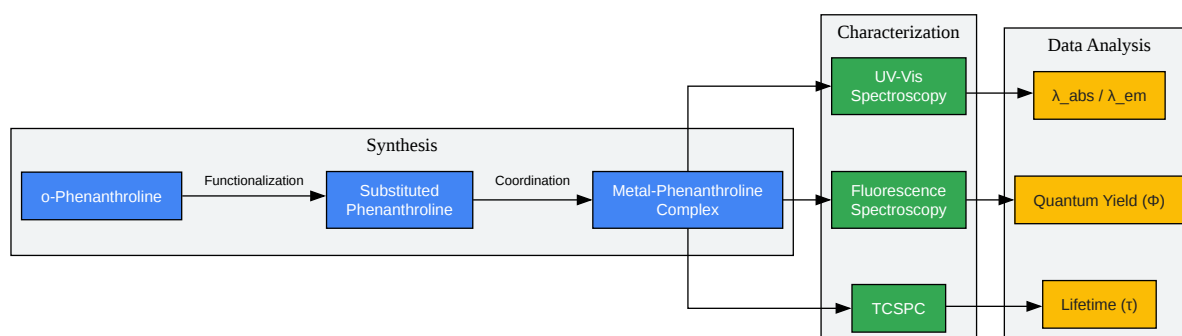 Characterization
Data Analysis
UV-Vis
Spectroscopy
λ_abs / λ_em
Synthesis
o-Phenanthroline
Functionalization
Substituted
Phenanthroline
Coordination
Metal-Phenanthroline
Complex
Fluorescence
Spectroscopy
Quantum Yield (Φ)
TCSPC
Lifetime (τ)